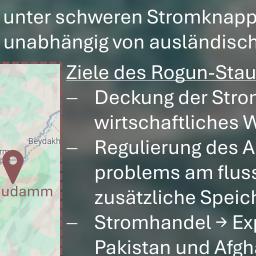 unter schweren Stromknapp
unabhängig von ausländisch
Ziele des Rogun-Stau
– Deckung der Stron
wirtschaftliches W
– Regulierung des A
problems am fluss
zusätzliche Speich
– Stromhandel → Exp
Pakistan und Afgha
Beydakh
udamm